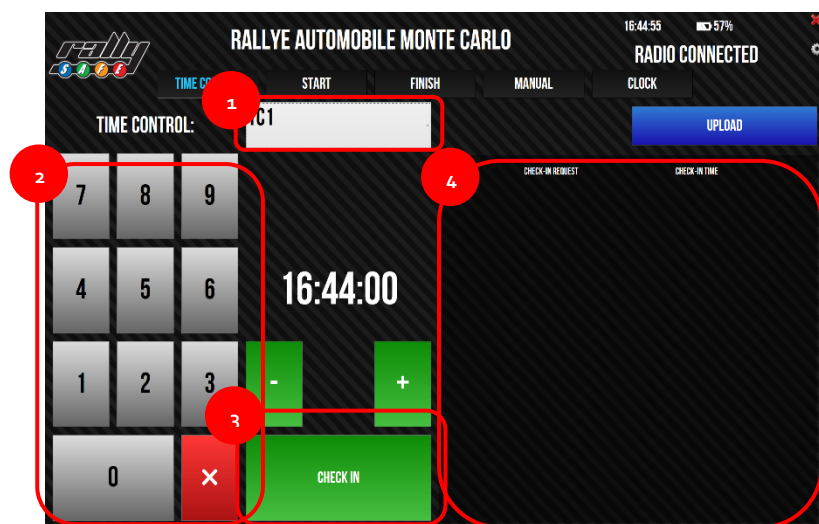 rally
SAFE
RALLYE AUTOMOBILE MONTE CARLO
16:44:55 57%
RADIO CONNECTED
TIME CO START FINISH MANUAL CLOCK
1
TIME CONTROL: TC1 UPLOAD
2
4
CHECK-IN REQUEST CHECK-IN TIME
7 8 9
4 5 6
16:44:00
1 2 3
- +
3
0 × CHECK IN